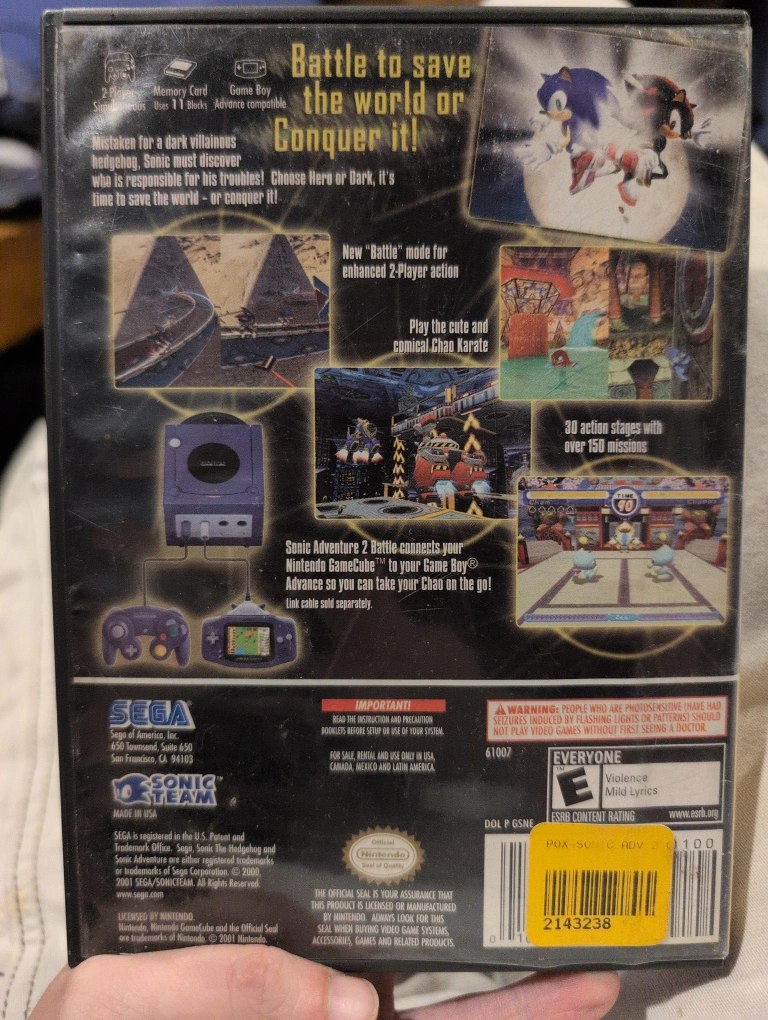 Battle to save
the world or
Conquer it!
2 Player
Simultaneous
Memory Card
Uses 11 Blocks
Game Boy
Advance compatible
Mistaken for a dark villainous
hedgehog, Sonic must discover
who is responsible for his troubles! Choose Hero or Dark, it's
time to save the world - or conquer it!
New "Battle" mode for
enhanced 2-Player action
Play the cute and
comical Chao Karate
30 action stages with
over 150 missions
TIME
90
Sonic Adventure 2 Battle connects your
Nintendo GameCube™ to your Game Boy®
Advance so you can take your Chao on the go!
Link cable sold separately.
SEGA
Sega of America, Inc.
650 Townsend, Suite 650
San Francisco, CA 94103
SONIC
TEAM™
MADE IN USA
SEGA is registered in the U.S. Patent and
Trademark Office. Sega, Sonic The Hedgehog and
Sonic Adventure are either registered trademarks
or trademarks of Sega Corporation. © 2000,
2001 SEGA/SONICTEAM. All Rights Reserved.
www.sega.com
LICENSED BY NINTENDO.
Nintendo, Nintendo GameCube and the Official Seal
are trademarks of Nintendo. © 2001 Nintendo.
IMPORTANT!
READ THE INSTRUCTION AND PRECAUTION
BOOKLETS BEFORE SETUP OR USE OF YOUR SYSTEM.
FOR SALE, RENTAL AND USE ONLY IN USA,
CANADA, MEXICO AND LATIN AMERICA.
Official
Nintendo
Seal of Quality
THE OFFICIAL SEAL IS YOUR ASSURANCE THAT
THIS PRODUCT IS LICENSED OR MANUFACTURED
BY NINTENDO. ALWAYS LOOK FOR THIS
SEAL WHEN BUYING VIDEO GAME SYSTEMS,
ACCESSORIES, GAMES AND RELATED PRODUCTS.
WARNING: PEOPLE WHO ARE PHOTOSENSITIVE (HAVE HAD
SEIZURES INDUCED BY FLASHING LIGHTS OR PATTERNS) SHOULD
NOT PLAY VIDEO GAMES WITHOUT FIRST SEEING A DOCTOR.
61007
EVERYONE
E
Violence
Mild Lyrics
ESRB CONTENT RATING www.esrb.org
DOL P GSNE
POX-SONIC ADV 2
100
2143238
0